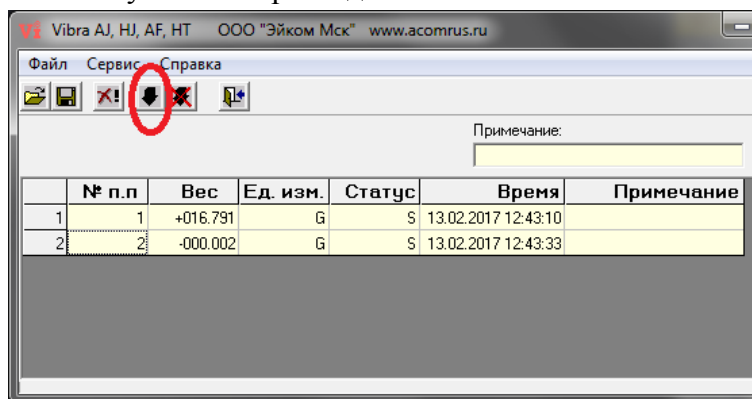 Vibra AJ, HJ, AF, HT ООО "Эйком Мск" www.acomrus.ru
Файл Сервис Справка
Примечание:
№ п.п Вес Ед. изм. Статус Время Примечание
1 1 +016.791 G S 13.02.2017 12:43:10
2 2 -000.002 G S 13.02.2017 12:43:33